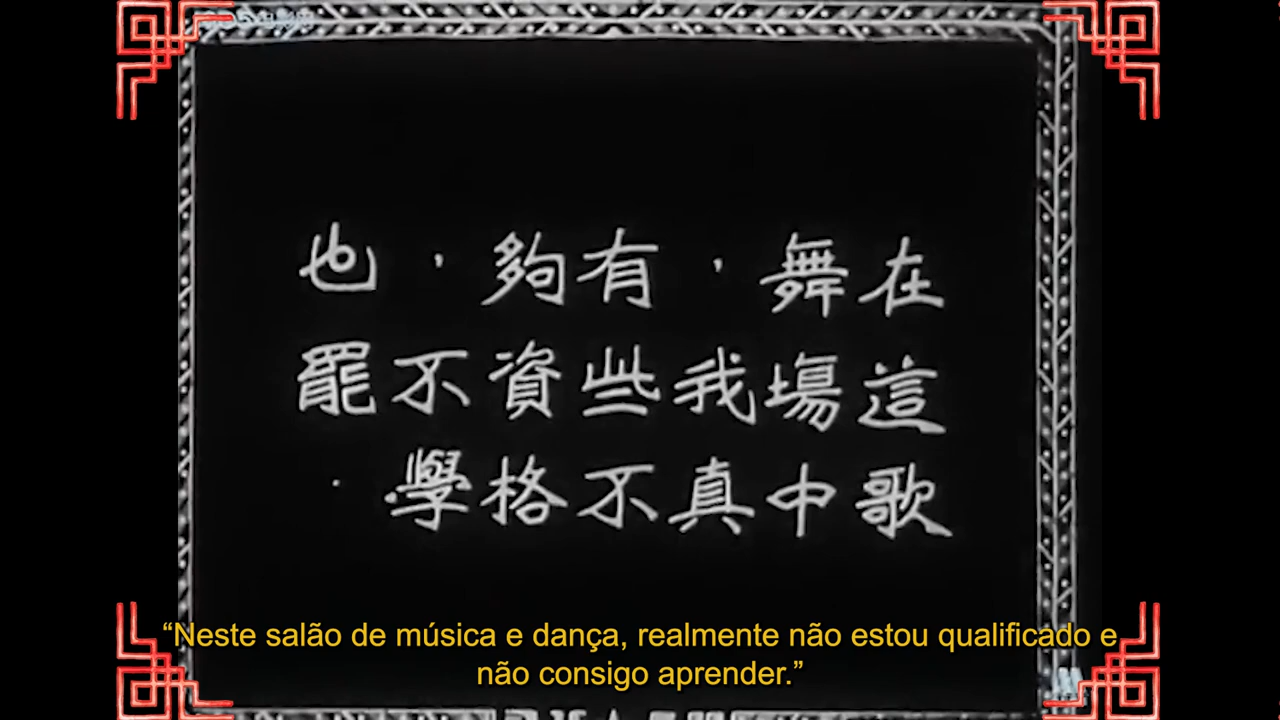 在這歌
舞塲中
，我真
有些不
夠資格
，不學
也罷．
“Neste salão de música e dança, realmente não estou qualificado e
não consigo aprender.”